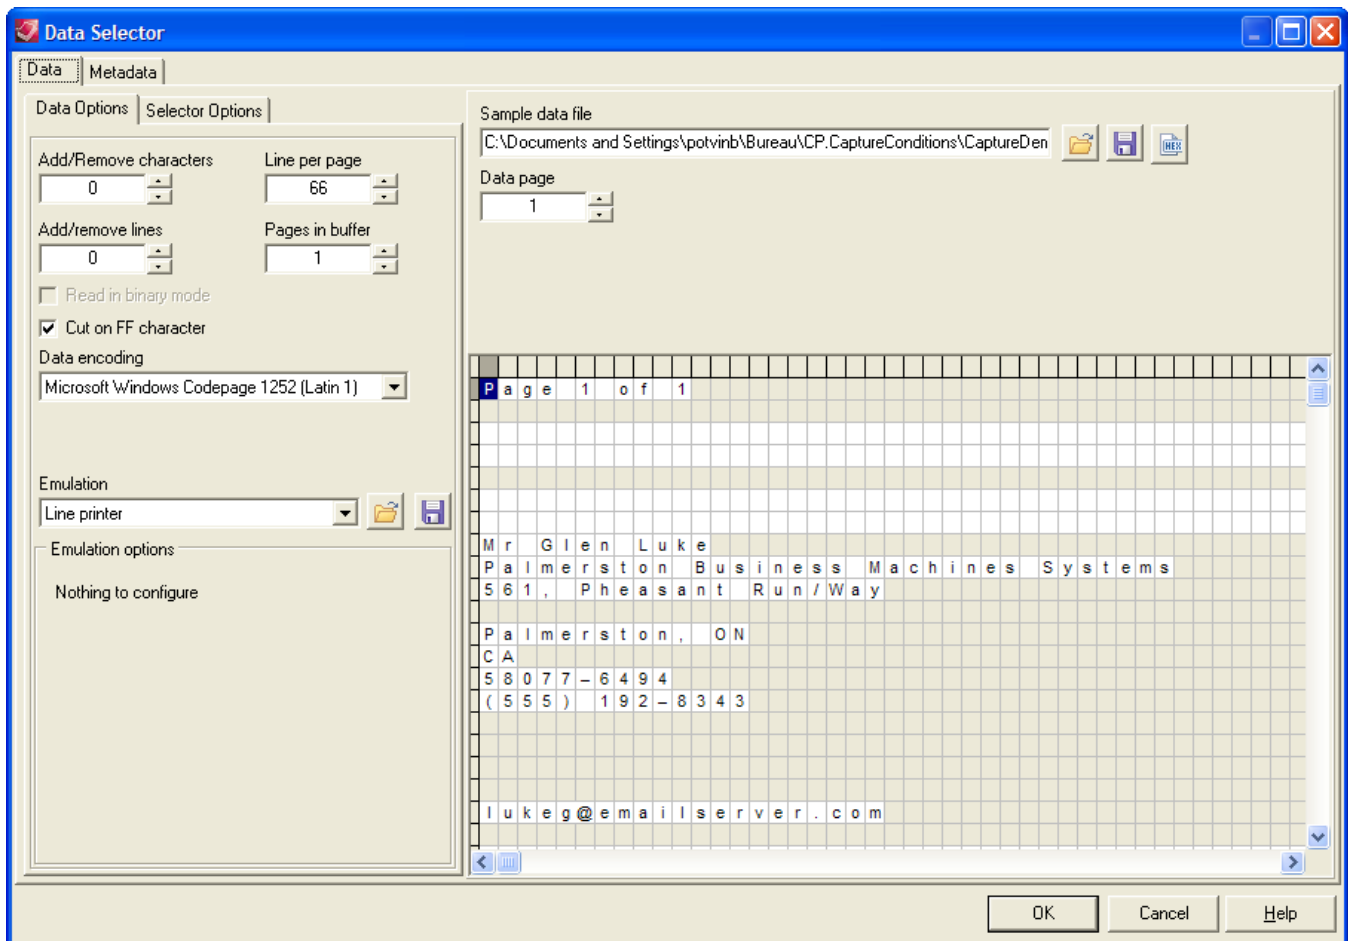 Data Selector
Data
Metadata
Data Options
Selector Options
Add/Remove characters
Line per page
0
66
Add/remove lines
Pages in buffer
0
1
Read in binary mode
Cut on FF character
Data encoding
Microsoft Windows Codepage 1252 (Latin 1)
Emulation
Line printer
Emulation options
Nothing to configure
Sample data file
C:\Documents and Settings\potvinb\Bureau\CP.CaptureConditions\CaptureDen
HEX
Data page
1
Page 1 of 1
Mr Glen Luke
Palmerston Business Machines Systems
561, Pheasant Run/Way
Palmerston, ON
CA
58077-6494
(555) 192-8343
lukeg@emailserver.com
OK
Cancel
Help